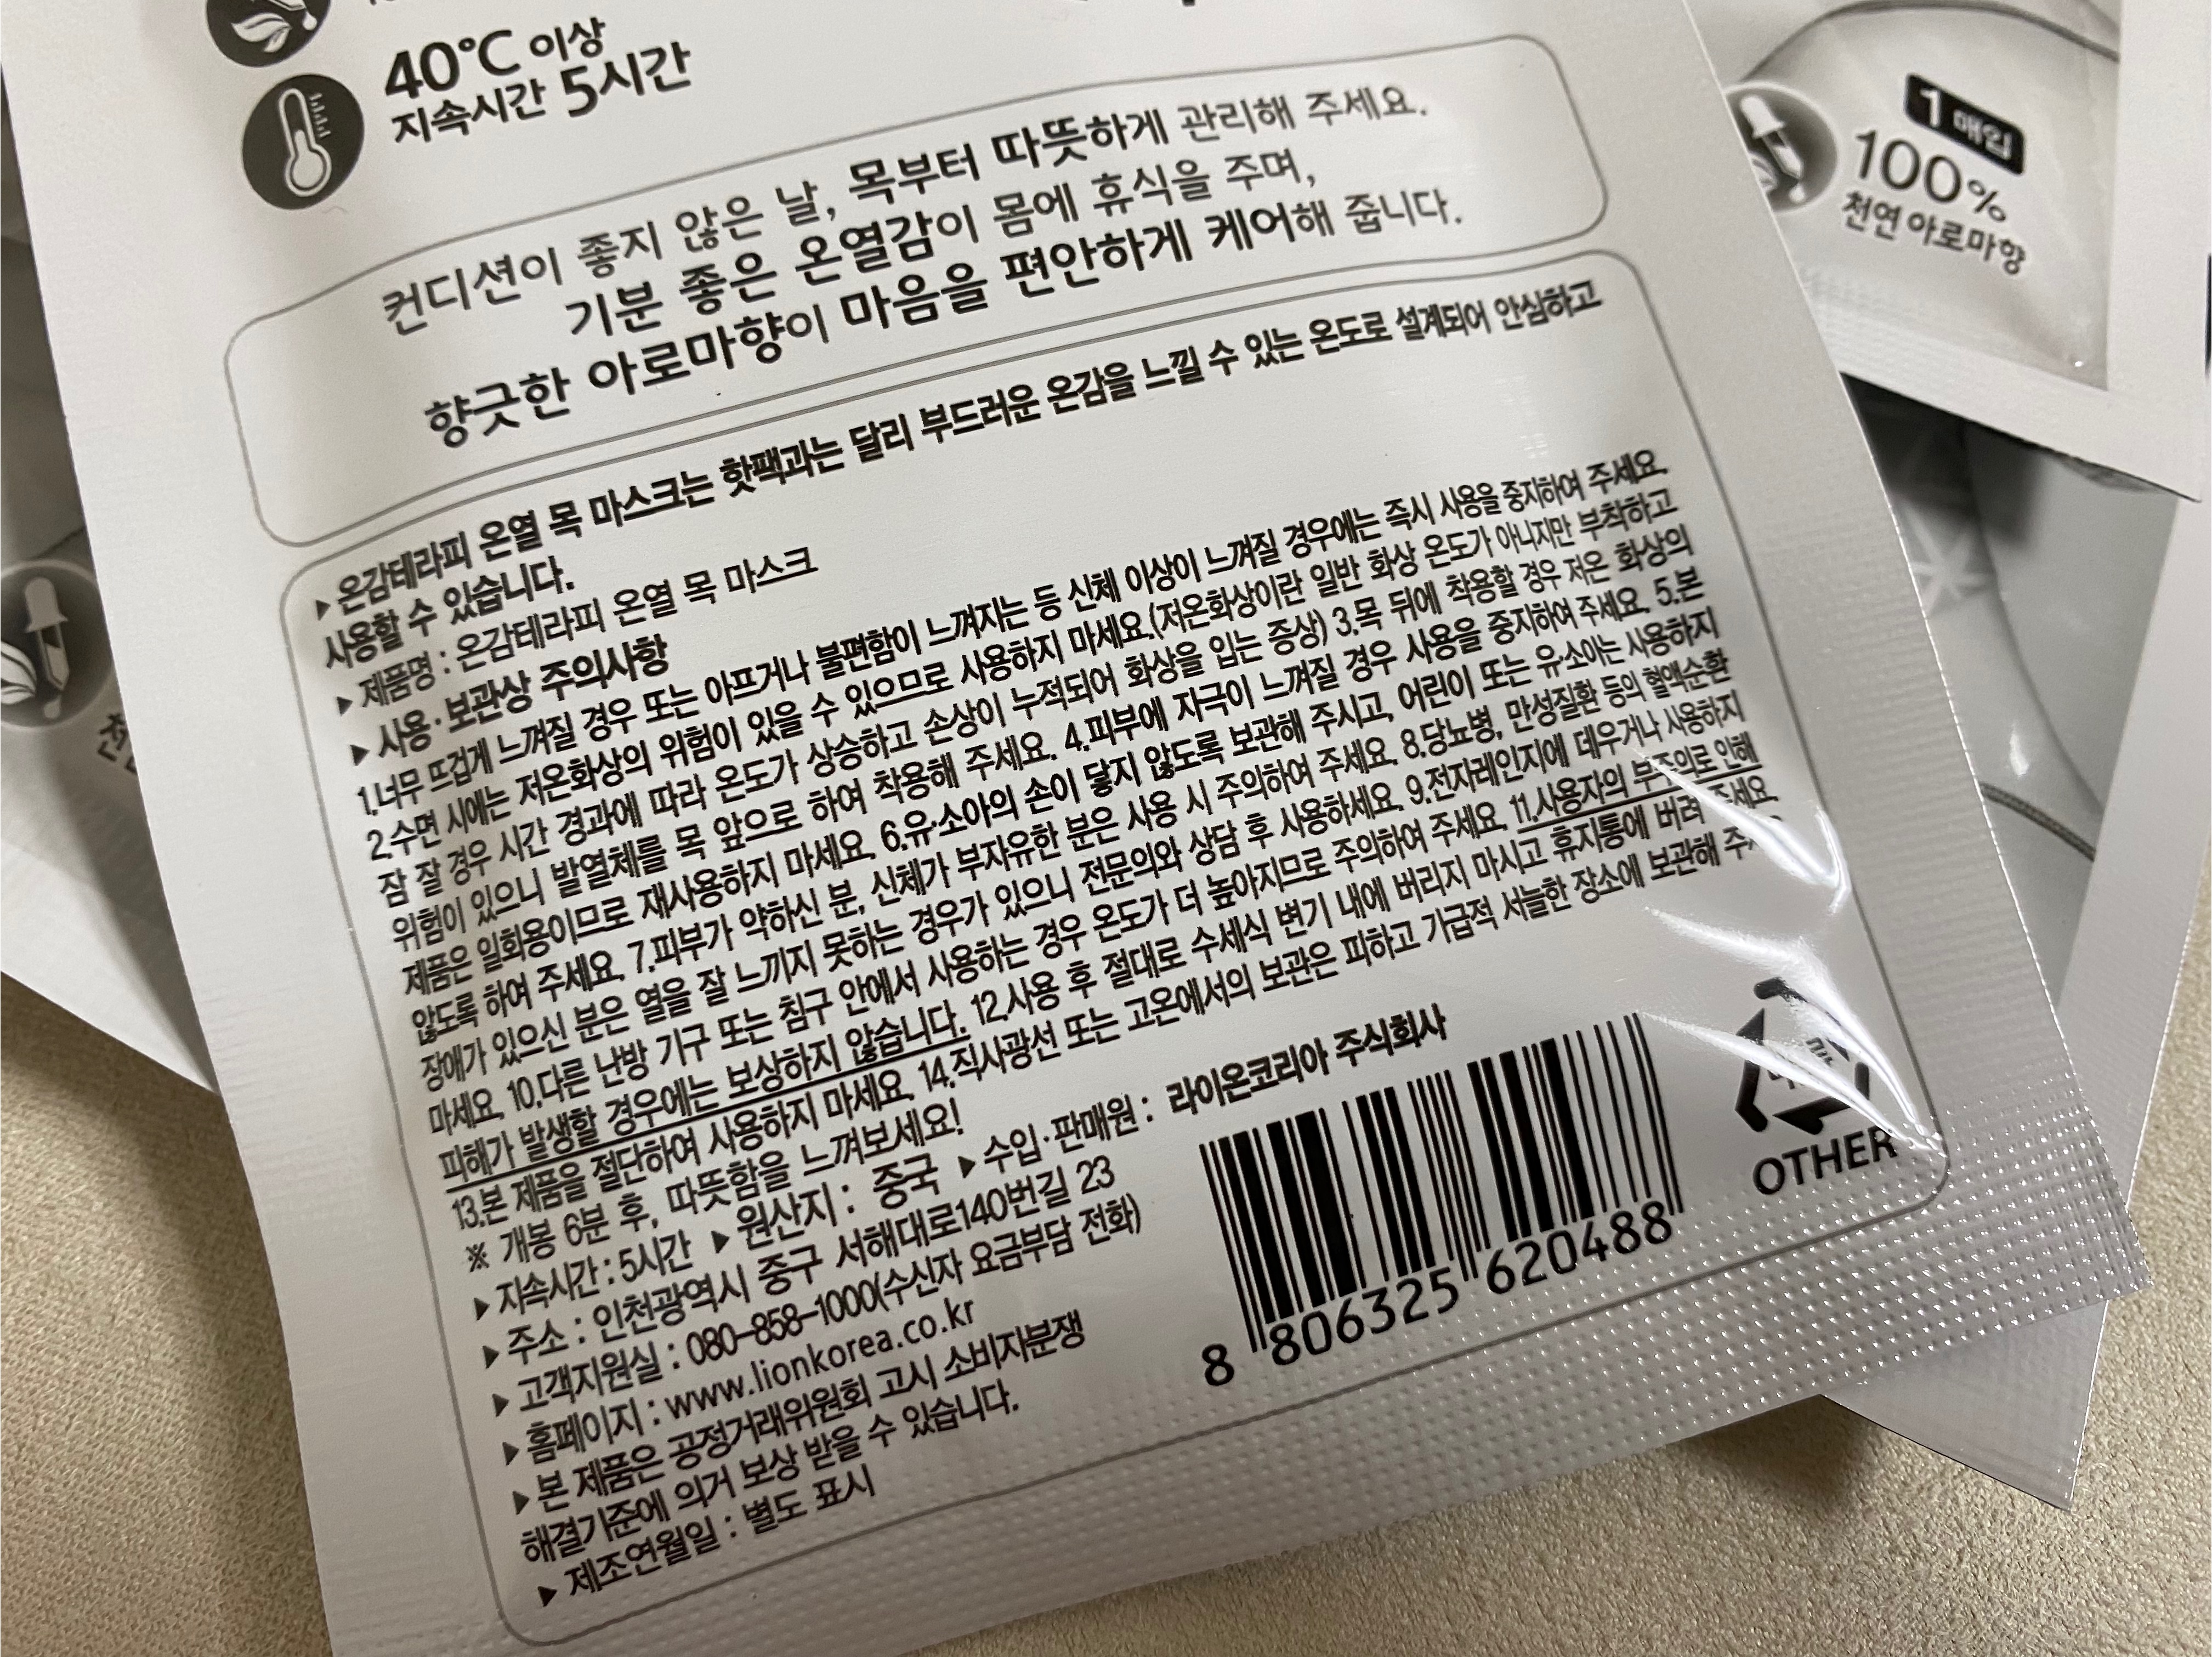 40℃ 이상
지속시간 5시간
컨디션이 좋지 않은 날, 목부터 따뜻하게 관리해 주세요.
기분 좋은 온열감이 몸에 휴식을 주며,
향긋한 아로마향이 마음을 편안하게 케어해 줍니다.
▶ 온감테라피 온열 목 마스크는 핫팩과는 달리 부드러운 온감을 느낄 수 있는 온도로 설계되어 안심하고
사용할 수 있습니다.
▶ 제품명 : 온감테라피 온열 목 마스크
▶ 사용·보관상 주의사항
1.너무 뜨겁게 느껴질 경우 또는 아프거나 불편함이 느껴지는 등 신체 이상이 느껴질 경우에는 즉시 사용을 중지하여 주세요.
2.수면 시에는 저온화상의 위험이 있을 수 있으므로 사용하지 마세요.(저온화상이란 일반 화상 온도가 아니지만 부착하고
잠 잘 경우 시간 경과에 따라 온도가 상승하고 손상이 누적되어 화상을 입는 증상) 3.목 뒤에 착용할 경우 저온 화상의
위험이 있으니 발열체를 목 앞으로 하여 착용해 주세요. 4.피부에 자극이 느껴질 경우 사용을 중지하여 주세요. 5.본
제품은 일회용이므로 재사용하지 마세요. 6.유·소아의 손이 닿지 않도록 보관해 주시고, 어린이 또는 유·소아는 사용하지
않도록 하여 주세요. 7.피부가 약하신 분, 신체가 부자유한 분은 사용 시 주의하여 주세요. 8.당뇨병, 만성질환 등의 혈액순환
장애가 있으신 분은 열을 잘 느끼지 못하는 경우가 있으니 전문의와 상담 후 사용하세요. 9.전자레인지에 데우거나 사용하지
마세요. 10.다른 난방 기구 또는 침구 안에서 사용하는 경우 온도가 더 높아지므로 주의하여 주세요. 11.사용자의 부주의로 인해
피해가 발생할 경우에는 보상하지 않습니다. 12.사용 후 절대로 수세식 변기 내에 버리지 마시고 휴지통에 버려 주세요.
13.본 제품을 절단하여 사용하지 마세요. 14.직사광선 또는 고온에서의 보관은 피하고 가급적 서늘한 장소에 보관해
※ 개봉 6분 후, 따뜻함을 느껴보세요!
▶ 지속시간 : 5시간 ▶ 원산지 : 중국 ▶ 수입·판매원 : 라이온코리아 주식회사
▶ 주소 : 인천광역시 중구 서해대로140번길 23
▶ 고객지원실 : 080-858-1000(수신자 요금부담 전화)
▶ 홈페이지 : www.lionkorea.co.kr
▶ 본 제품은 공정거래위원회 고시 소비자분쟁
해결기준에 의거 보상 받을 수 있습니다.
▶ 제조연월일 : 별도 표시
8 806325 620488
OTHER
1매입
100%
천연 아로마향